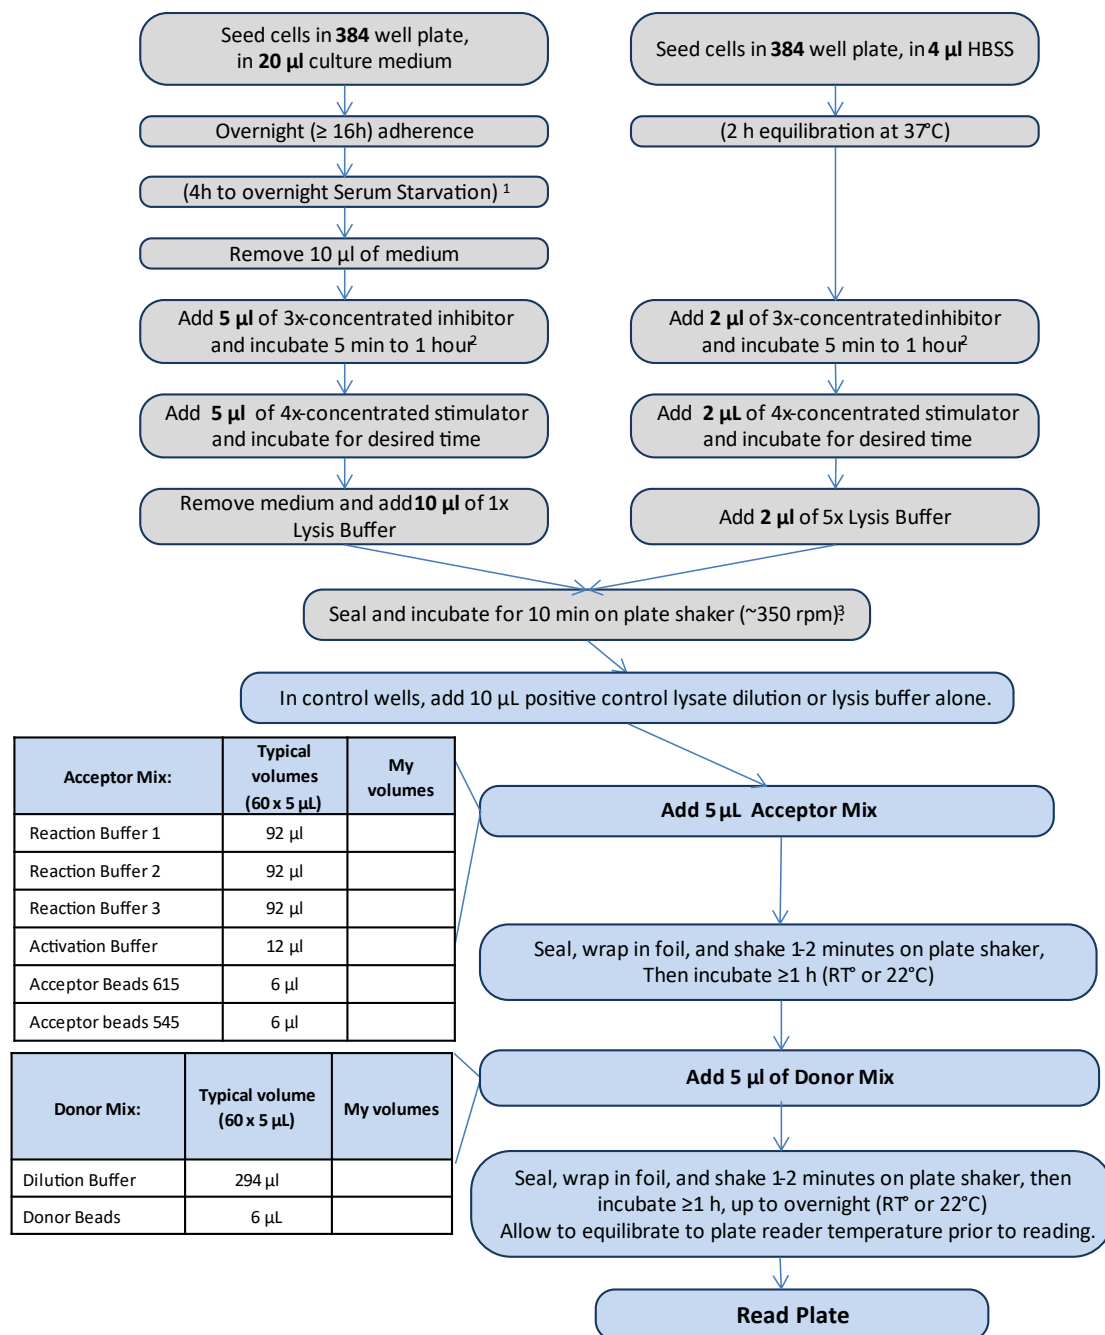 Seed cells in 384 well plate,
in 20 µl culture medium
Overnight (≥ 16h) adherence
(4h to overnight Serum Starvation) 1
Remove 10 µl of medium
Add 5 µl of 3x-concentrated inhibitor
and incubate 5 min to 1 hour2
Add 5 µl of 4x-concentrated stimulator
and incubate for desired time
Remove medium and add 10 µl of 1x
Lysis Buffer
Seed cells in 384 well plate, in 4 µl HBSS
(2 h equilibration at 37°C)
Add 2 µl of 3x-concentrated inhibitor
and incubate 5 min to 1 hour2
Add 2 µL of 4x-concentrated stimulator
and incubate for desired time
Add 2 µl of 5x Lysis Buffer
Seal and incubate for 10 min on plate shaker (~350 rpm)3.
In control wells, add 10 µL positive control lysate dilution or lysis buffer alone.
Acceptor Mix: Typical volumes (60 x 5 µL) My volumes
Reaction Buffer 1 92 µl
Reaction Buffer 2 92 µl
Reaction Buffer 3 92 µl
Activation Buffer 12 µl
Acceptor Beads 615 6 µl
Acceptor beads 545 6 µl
Add 5 µL Acceptor Mix
Seal, wrap in foil, and shake 1-2 minutes on plate shaker,
Then incubate ≥1 h (RT° or 22°C)
Donor Mix: Typical volume (60 x 5 µL) My volumes
Dilution Buffer 294 µl
Donor Beads 6 µL
Add 5 µl of Donor Mix
Seal, wrap in foil, and shake 1-2 minutes on plate shaker, then
incubate ≥1 h, up to overnight (RT° or 22°C)
Allow to equilibrate to plate reader temperature prior to reading.
Read Plate